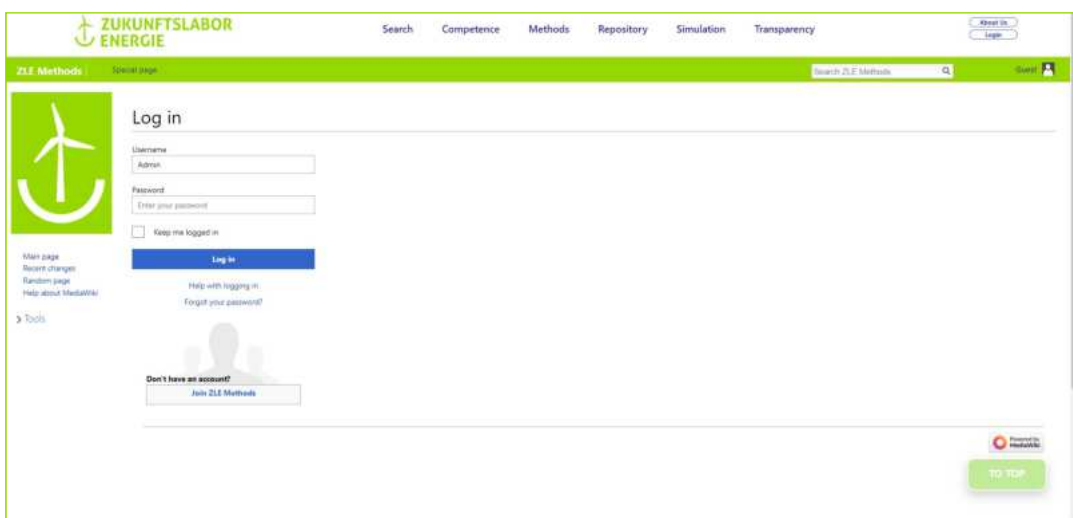 ZUKUNFTSLABOR
ENERGIE
Search Competence Methods Repository Simulation Transparency
About Us
Login
ZLE Methods Special page Search ZLE Methods Guest
Log in
Username
Admin
Password
Enter your password
Keep me logged in
Log in
Main page
Recent changes
Random page
Help about MediaWiki
Tools
Help with logging in
Forgot your password?
Don't have an account?
Join ZLE Methods
Powered by
MediaWiki
TO TOP